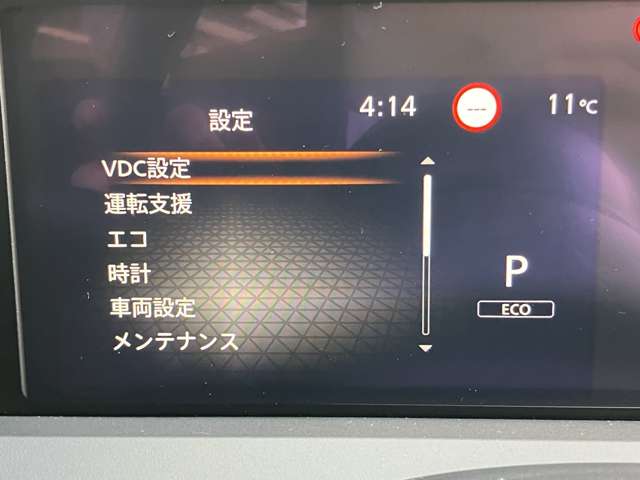 設定
4:14
---
11℃
VDC設定
運転支援
エコ
時計
車両設定
メンテナンス
P
ECO